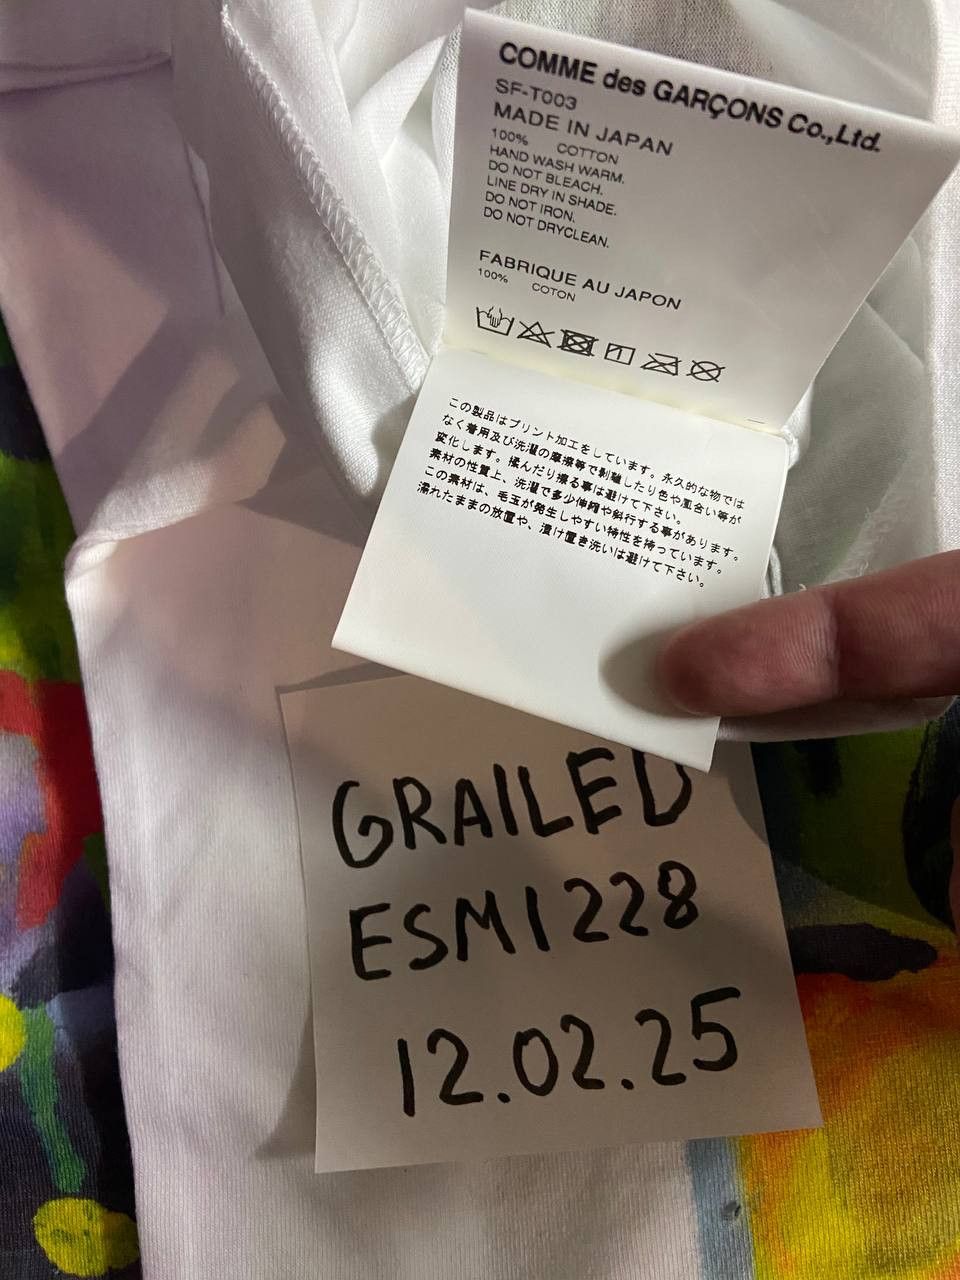 COMME des GARÇONS Co.,Ltd.
SF-T003
MADE IN JAPAN
100% COTTON
HAND WASH WARM.
DO NOT BLEACH.
LINE DRY IN SHADE.
DO NOT IRON.
DO NOT DRYCLEAN.
FABRIQUE AU JAPON
100% COTON
この製品はプリント加工をしています。永久的な物では
なく着用及び洗濯の摩擦等で剥離したり色や風合い等が
変化します。揉んだり擦る事は避けて下さい。
素材の性質上、洗濯で多少伸縮や斜行する事があります。
この素材は、毛玉が発生しやすい特性を持っています。
濡れたままの放置や、漬け置き洗いは避けて下さい。
GRAILED
ESM1228
12.02.25